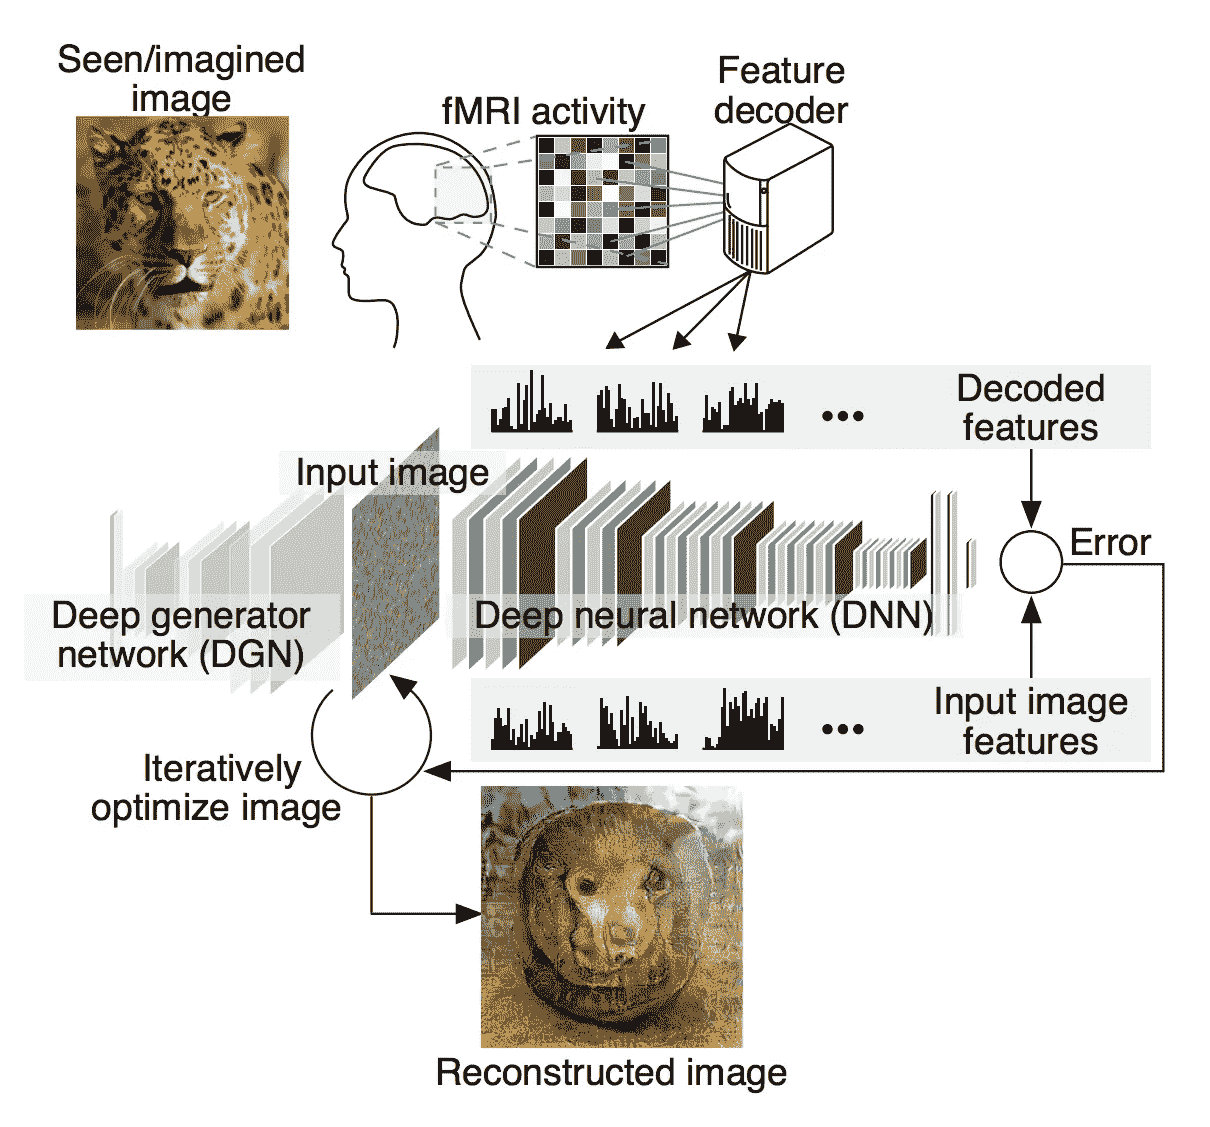 Seen/imagined
image
fMRI activity
Feature
decoder
Decoded
features
Input image
Error
Deep generator
network (DGN)
Deep neural network (DNN)
Input image
features
Iteratively
optimize image
Reconstructed image